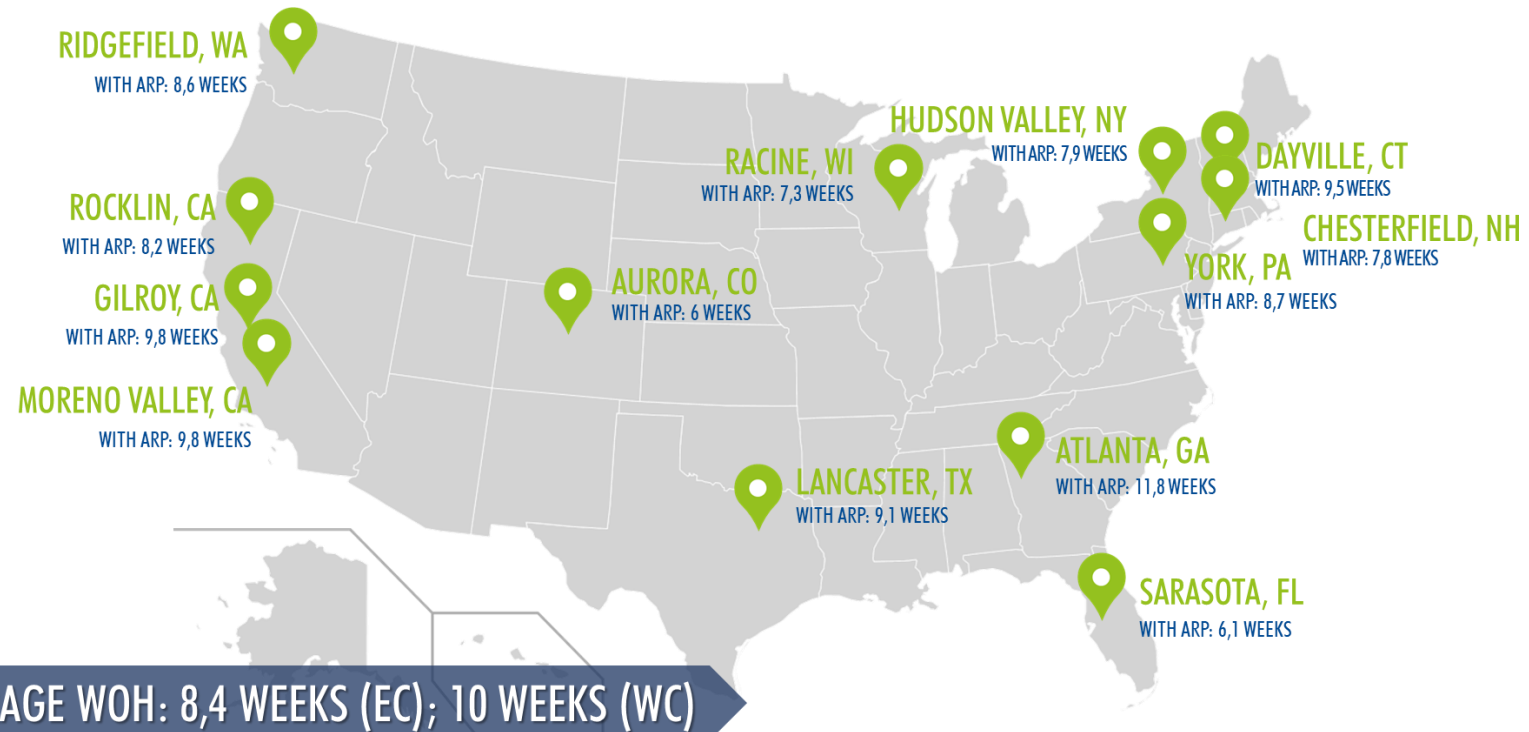 RIDGEFIELD, WA
WITH ARP: 8,6 WEEKS
HUDSON VALLEY, NY
WITH ARP: 7,9 WEEKS
RACINE, WI
WITH ARP: 7,3 WEEKS
DAYVILLE, CT
WITH ARP: 9,5 WEEKS
ROCKLIN, CA
WITH ARP: 8,2 WEEKS
CHESTERFIELD, NH
WITH ARP: 7,8 WEEKS
YORK, PA
WITH ARP: 8,7 WEEKS
GILROY, CA
WITH ARP: 9,8 WEEKS
AURORA, CO
WITH ARP: 6 WEEKS
MORENO VALLEY, CA
WITH ARP: 9,8 WEEKS
ATLANTA, GA
WITH ARP: 11,8 WEEKS
LANCASTER, TX
WITH ARP: 9,1 WEEKS
SARASOTA, FL
WITH ARP: 6,1 WEEKS
AGE WOH: 8,4 WEEKS (EC); 10 WEEKS (WC)